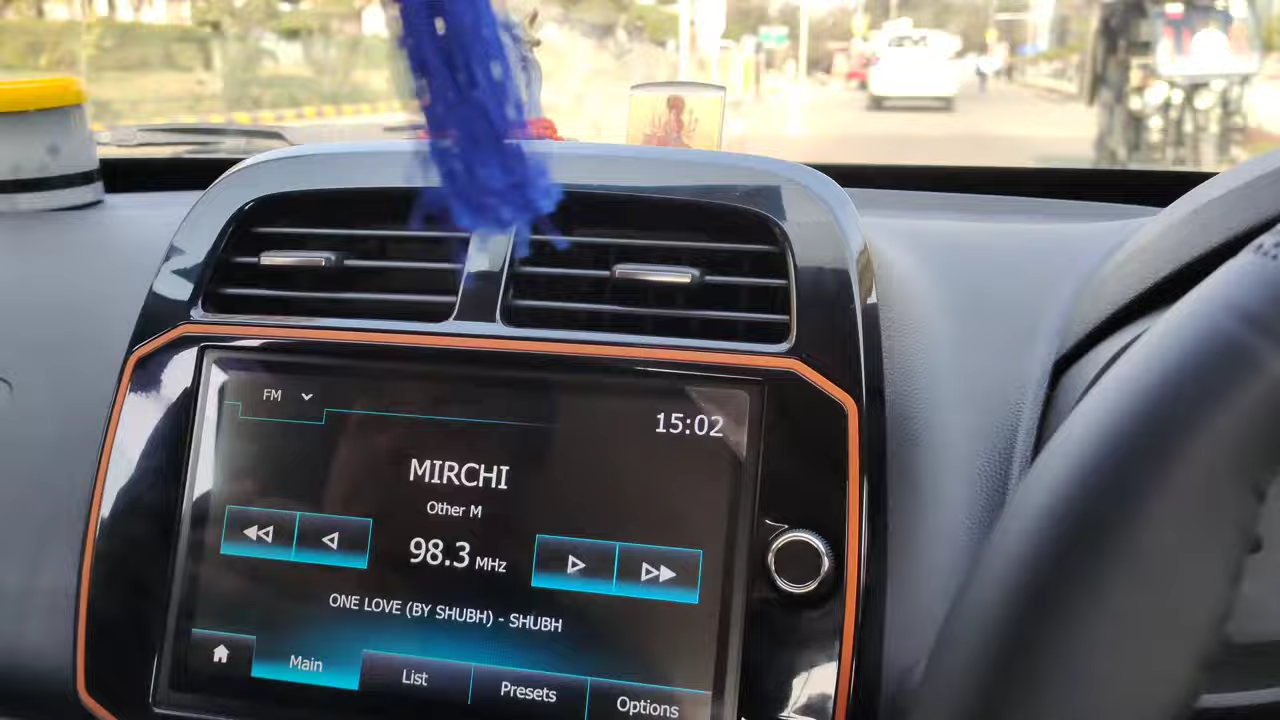 FM
15:02
MIRCHI
Other M
98.3 MHz
ONE LOVE (BY SHUBH) - SHUBH
Main
List
Presets
Options